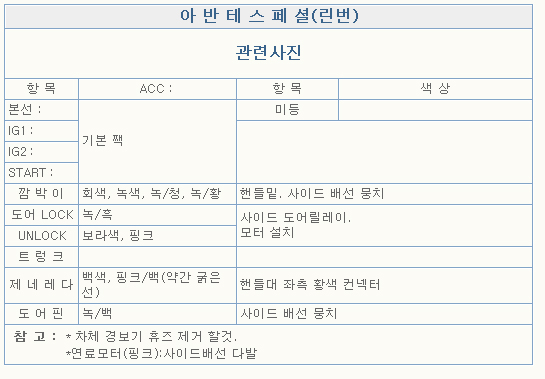 아 반 테 스 페 셜(린번)
관련사진
항 목 ACC : 항 목 색 상
본선 : 기본 짹 미등
IG1 :
IG2:
START :
깜 박 이 회색, 녹색, 녹/청, 녹/황 핸들밑. 사이드 배선 뭉치
도어 LOCK 녹/흑 사이드 도어릴레이.
모터 설치
UNLOCK 보라색, 핑크
트 렁 크
제 네 레 다 백색, 핑크/백(약간 굵은
선) 핸들대 좌측 황색 컨넥터
도 어 핀 녹/백 사이드 배선 뭉치
참 고 : * 차체 경보기 휴즈 제거 할것.
*연료모터(핑크):사이드배선 다발